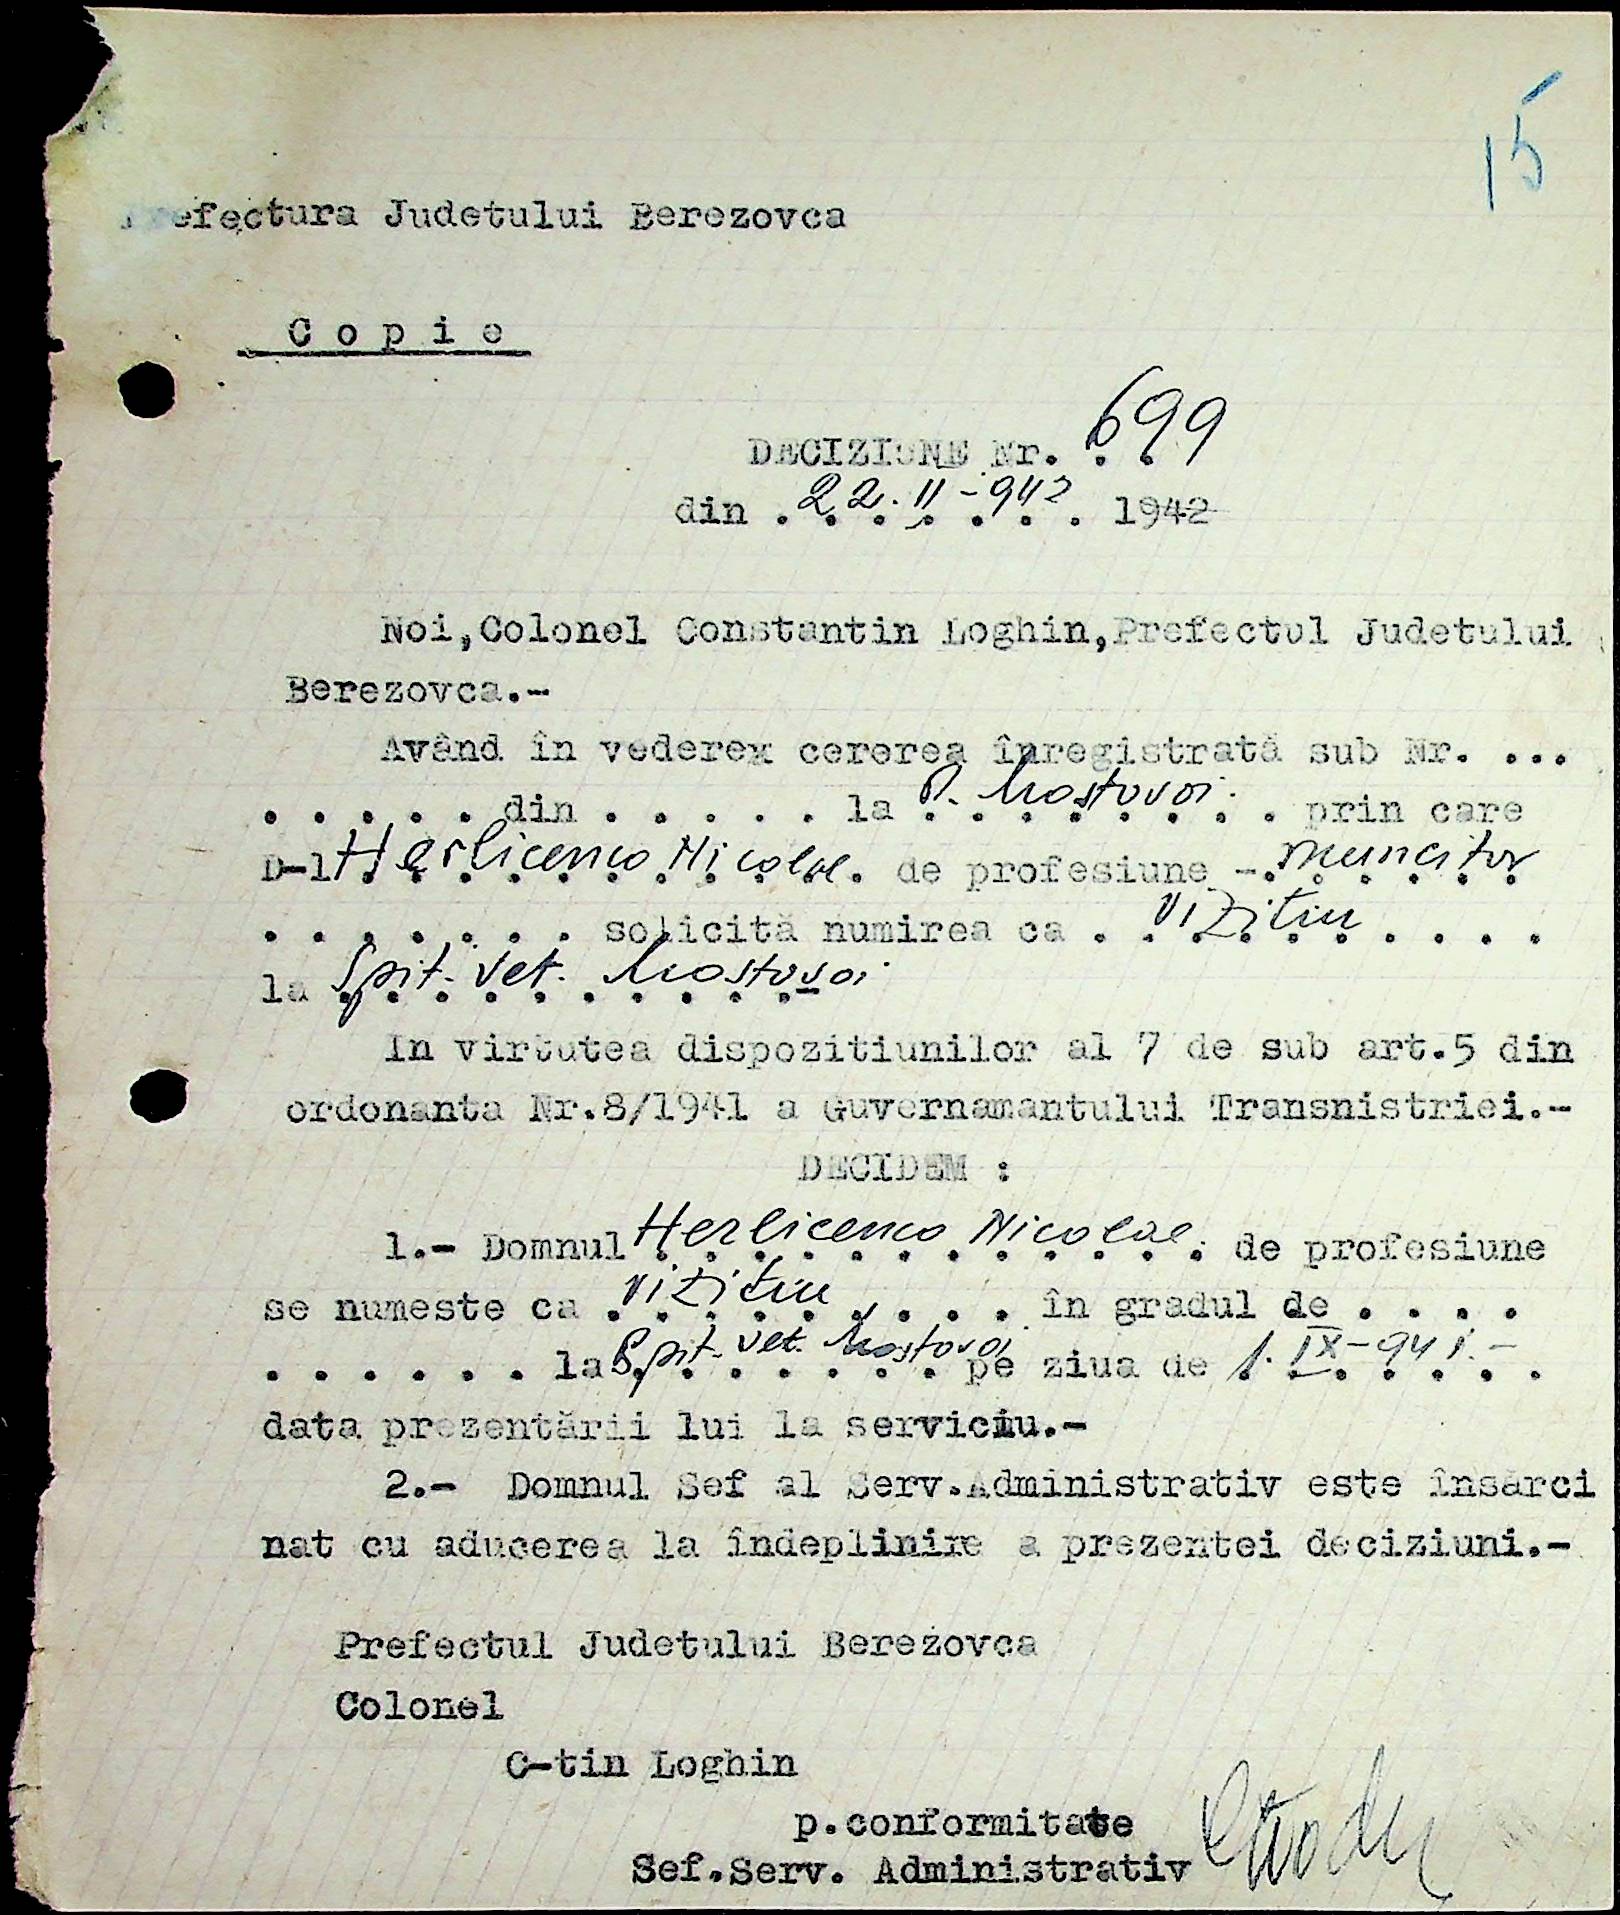 15
Prefectura Judetului Berezovca
C o p i e
DECIZIUNE Nr. 699
din 22.II-942 1942
Noi,Colonel Constantin Loghin,Prefectul Judetului
Berezovca.-
Având în vederex cererea înregistrată sub Nr. ...
. . . . . din . . . . . la P. Mostovoi. prin care
D-l Herlicenco Nicolae. de profesiune - muncitor
. . . . . . . solicită numirea ca . vizitiu . . . .
la Spit. vet. Mostovoi
In virtutea dispozitiunilor al 7 de sub art.5 din
ordonanta Nr.8/1941 a Guvernamantului Transnistriei.-
DECIDEM :
1.- Domnul Herlicenco Nicolae. de profesiune
se numeste ca vizitiu . . . . în gradul de . . . .
. . . . . . la Spit. vet. Mostovoi pe ziua de 1.IX-941.-
data prezentării lui la serviciu.-
2.- Domnul Sef al Serv.Administrativ este însărci
nat cu aducerea la îndeplinire a prezentei deciziuni.-
Prefectul Judetului Berezovca
Colonel
C-tin Loghin
p.conformitate
Sef.Serv. Administrativ